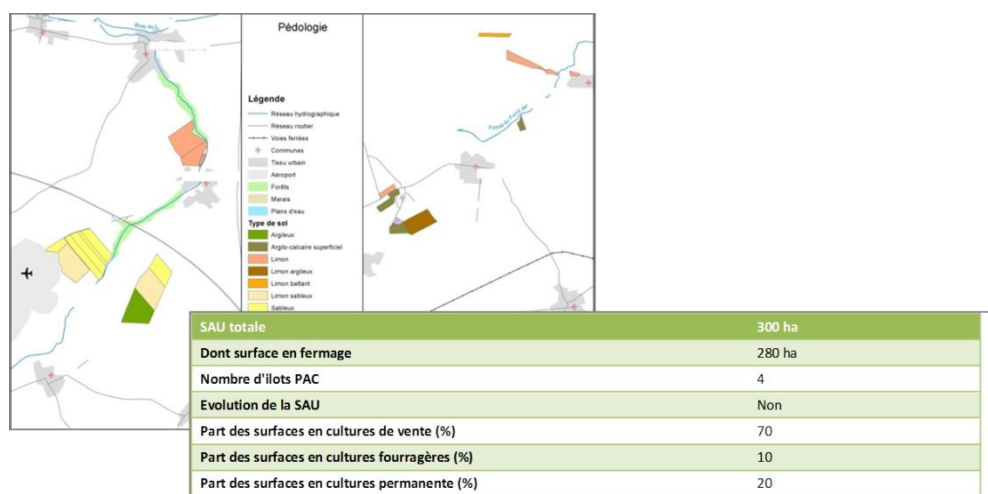 Pédologie
Légende
Réseau hydrographique
Réseau routier
Voies ferrées
Communes
Tissu urbain
Aéroport
Forêts
Marais
Plans d'eau
Type de sol
Argileux
Argilo-calcaire superficiel
Limon
Limon argileux
Limon battant
Limon sableux
Sableux
SAU totale 300 ha
Dont surface en fermage 280 ha
Nombre d'ilots PAC 4
Evolution de la SAU Non
Part des surfaces en cultures de vente (%) 70
Part des surfaces en cultures fourragères (%) 10
Part des surfaces en cultures permanente (%) 20